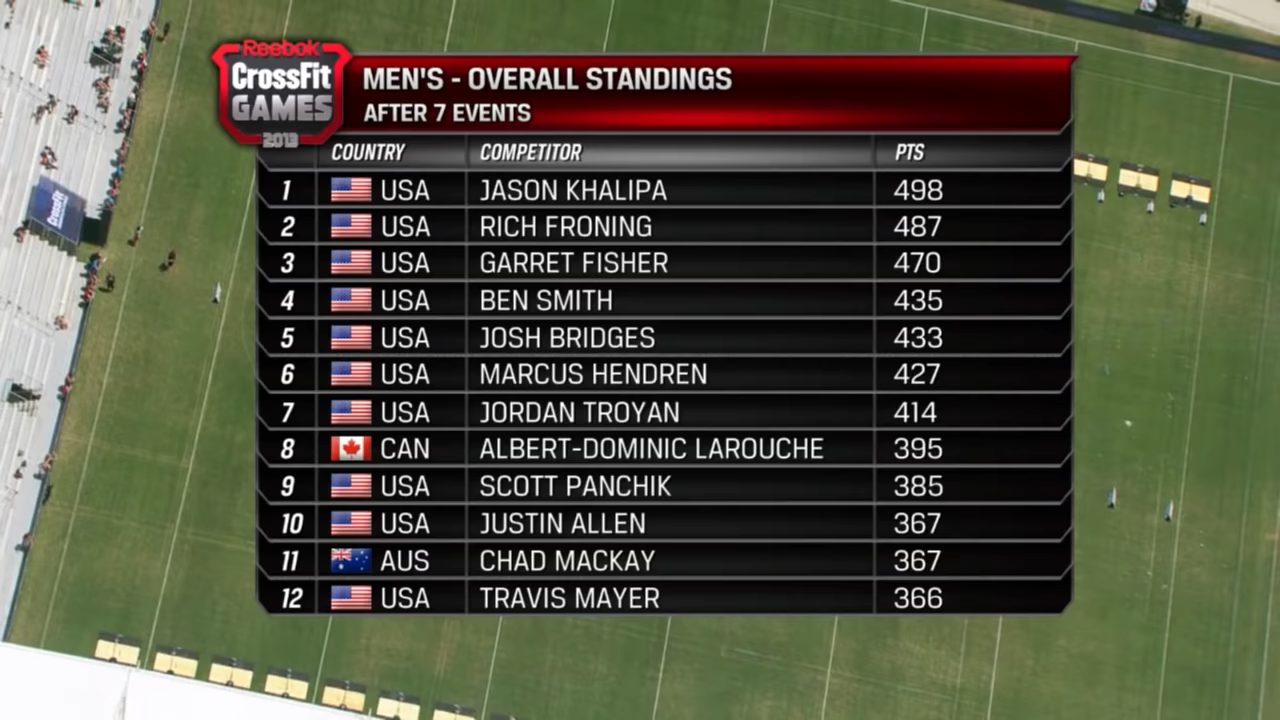 Reebok
CrossFit
GAMES
2013
MEN'S - OVERALL STANDINGS
AFTER 7 EVENTS
COUNTRY COMPETITOR PTS
1 USA JASON KHALIPA 498
2 USA RICH FRONING 487
3 USA GARRET FISHER 470
4 USA BEN SMITH 435
5 USA JOSH BRIDGES 433
6 USA MARCUS HENDREN 427
7 USA JORDAN TROYAN 414
8 CAN ALBERT-DOMINIC LAROUCHE 395
9 USA SCOTT PANCHIK 385
10 USA JUSTIN ALLEN 367
11 AUS CHAD MACKAY 367
12 USA TRAVIS MAYER 366
CrossFit